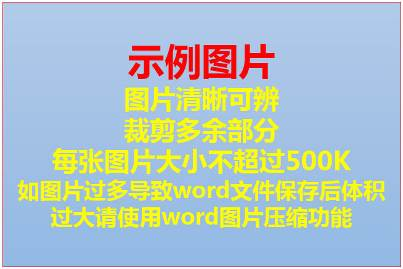 示例图片
图片清晰可辨
裁剪多余部分
每张图片大小不超过500K
如图片过多导致word文件保存后体积
过大请使用word图片压缩功能